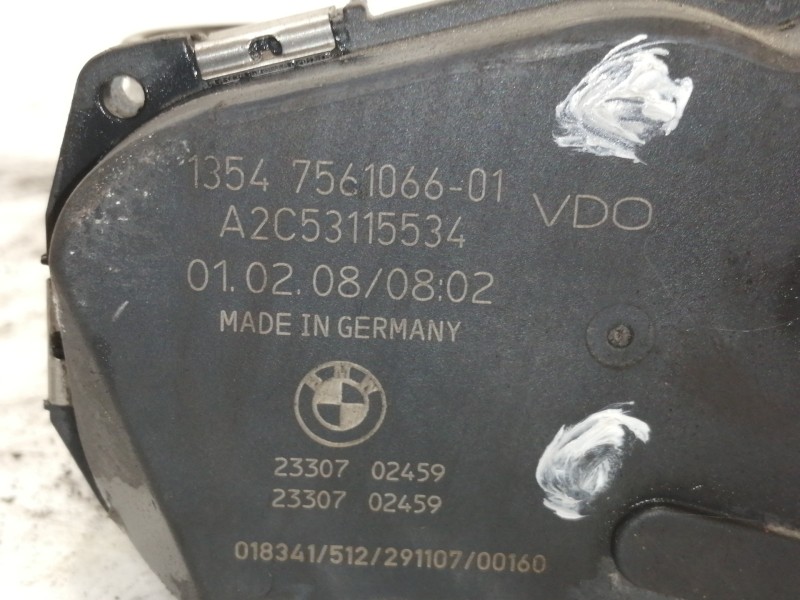 1354 7561066-01
A2C53115534
VDO
01.02.08/08:02
MADE IN GERMANY
BMW
23307 02459
23307 02459
018341/512/291107/00160